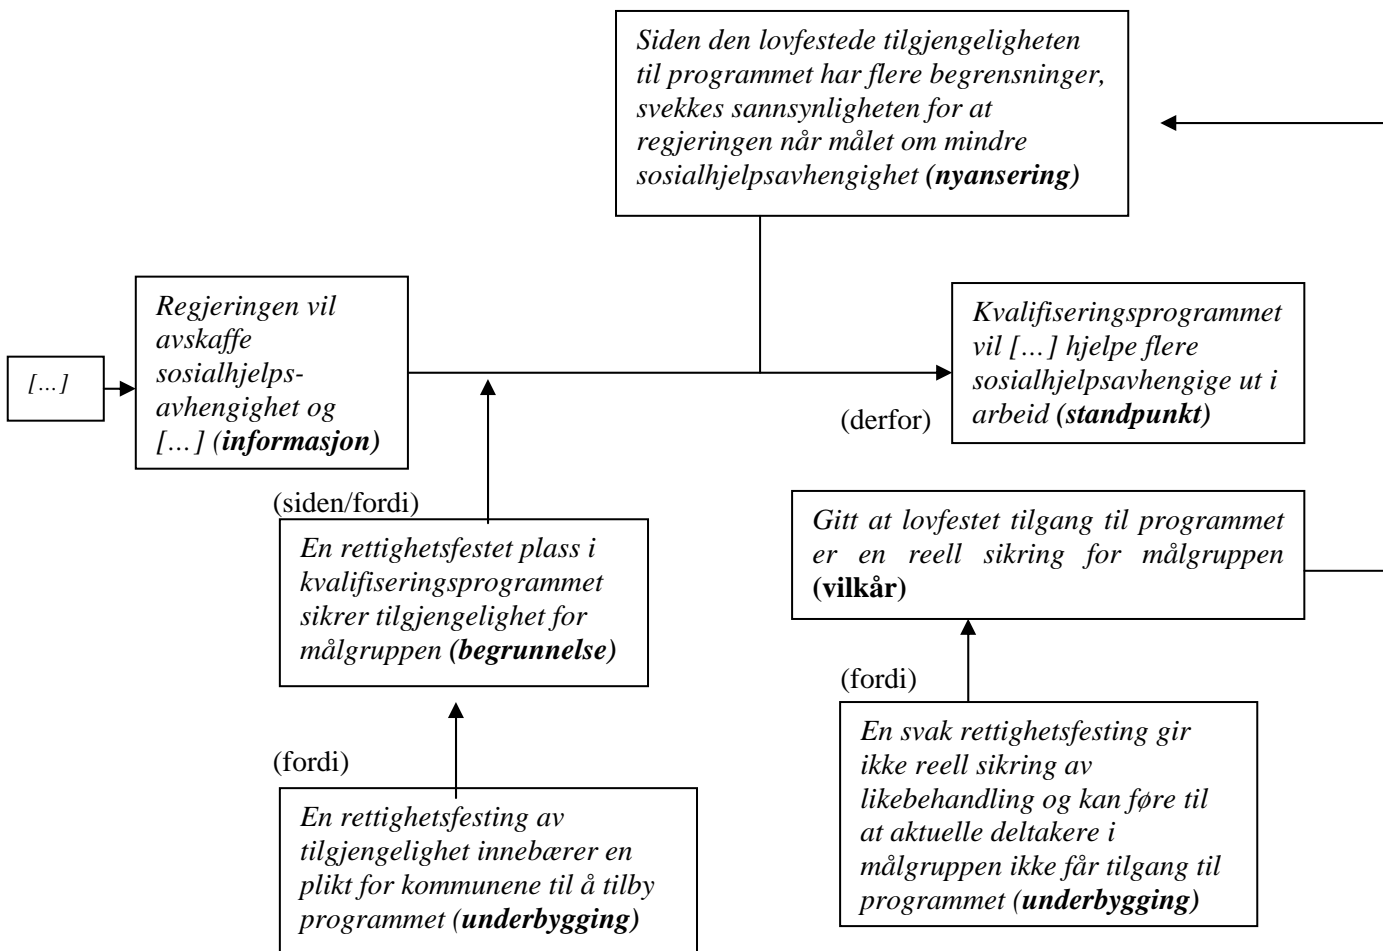 Siden den lovfestede tilgjengeligheten
til programmet har flere begrensninger,
svekkes sannsynligheten for at
regjeringen når målet om mindre
sosialhjelpsavhengighet (nyansering)
[…]
Regjeringen vil
avskaffe
sosialhjelps-
avhengighet og
[…] (informasjon)
(derfor)
Kvalifiseringsprogrammet
vil […] hjelpe flere
sosialhjelpsavhengige ut i
arbeid (standpunkt)
(siden/fordi)
En rettighetsfestet plass i
kvalifiseringsprogrammet
sikrer tilgjengelighet for
målgruppen (begrunnelse)
Gitt at lovfestet tilgang til programmet
er en reell sikring for målgruppen
(vilkår)
(fordi)
En rettighetsfesting av
tilgjengelighet innebærer en
plikt for kommunene til å tilby
programmet (underbygging)
(fordi)
En svak rettighetsfesting gir
ikke reell sikring av
likebehandling og kan føre til
at aktuelle deltakere i
målgruppen ikke får tilgang til
programmet (underbygging)